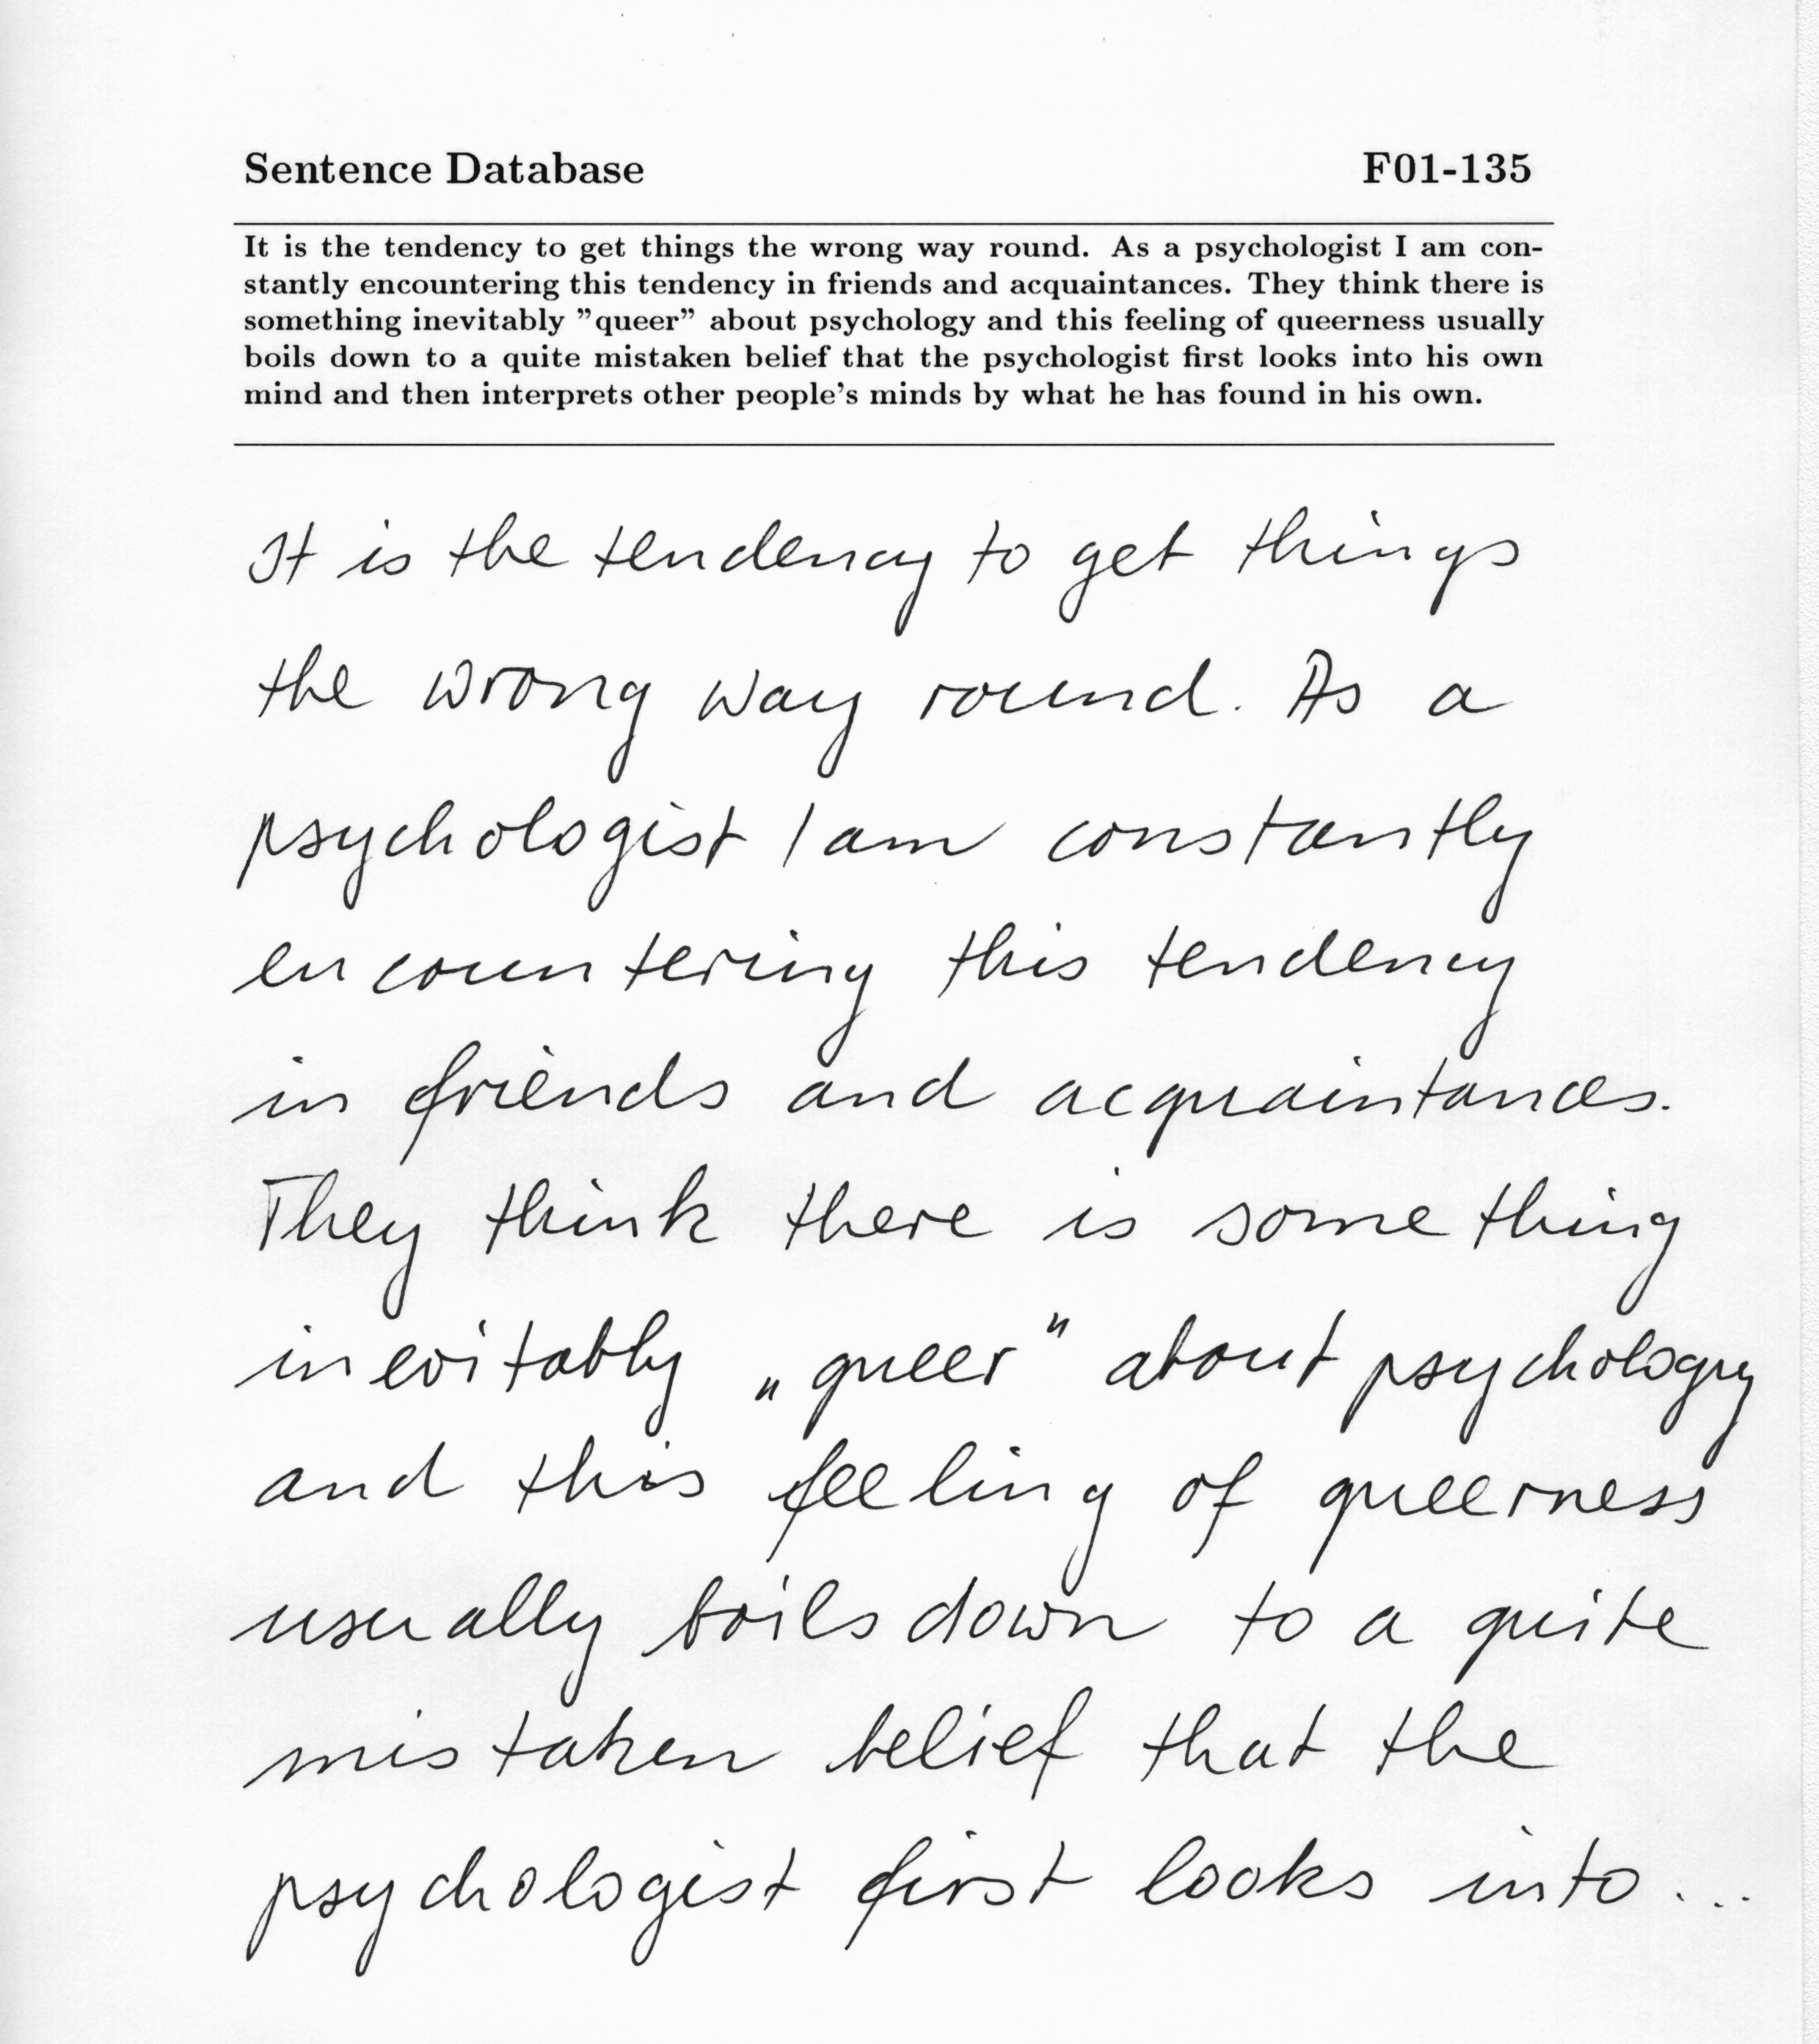 Sentence Database F01-135
It is the tendency to get things the wrong way round. As a psychologist I am con-
stantly encountering this tendency in friends and acquaintances. They think there is
something inevitably ”queer” about psychology and this feeling of queerness usually
boils down to a quite mistaken belief that the psychologist first looks into his own
mind and then interprets other people's minds by what he has found in his own.
It is the tendency to get things
the wrong way round. As a
psychologist I am constantly
encountering this tendency
in friends and acquaintances.
They think there is something
inevitably „queer" about psychology
and this feeling of queerness
usually boils down to a quite
mistaken belief that the
psychologist first looks into...